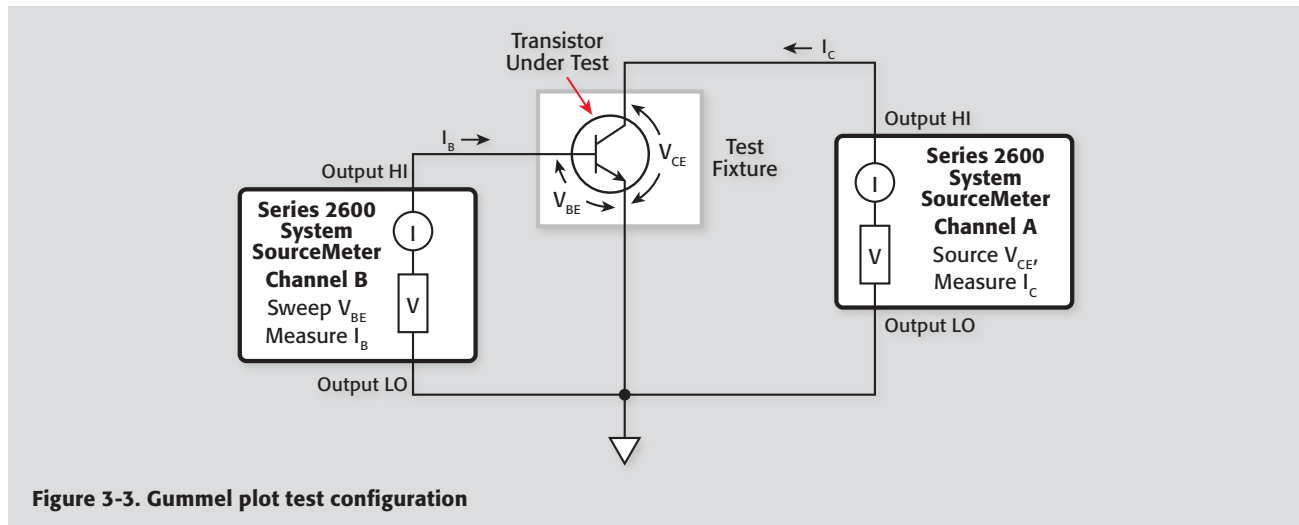 Transistor
Under Test
← I_C
Output HI
I_B →
V_CE
Test
Fixture
Output HI
V_BE
Series 2600
System
SourceMeter
Channel B
Sweep V_BE
Measure I_B
I
V
Output LO
Series 2600
System
SourceMeter
Channel A
Source V_CE,
Measure I_C
I
V
Output LO
Figure 3-3. Gummel plot test configuration